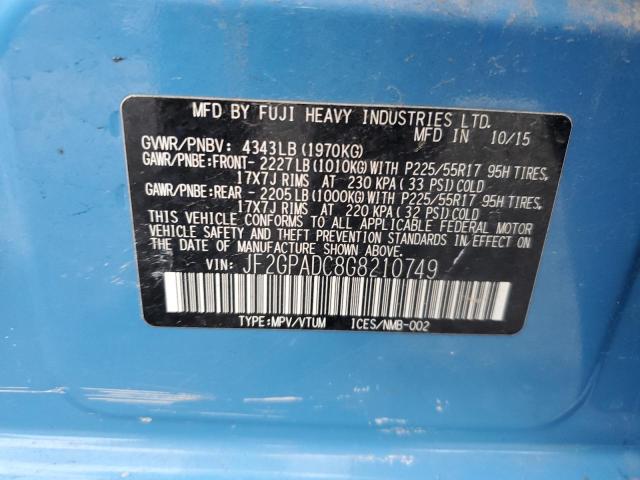 MFD BY FUJI HEAVY INDUSTRIES LTD.
MFD IN 10/15
GVWR/PNBV: 4343LB (1970KG)
GAWR/PNBE:FRONT-2227LB(1010KG)WITH P225/55R17 95H TIRES,
17X7J RIMS AT 230 KPA(33 PSI)COLD
GAWR/PNBE:REAR -2205LB(1000KG)WITH P225/55R17 95H TIRES,
17X7J RIMS AT 220 KPA(32 PSI)COLD
THIS VEHICLE CONFORMS TO ALL APPLICABLE FEDERAL MOTOR
VEHICLE SAFETY AND THEFT PREVENTION STANDARDS IN EFFECT
ON THE DATE OF MANUFACTURE SHOWN ABOVE.
VIN: JF2GPADC8G8210749
TYPE:MPV/VTUM ICES/NMB-002